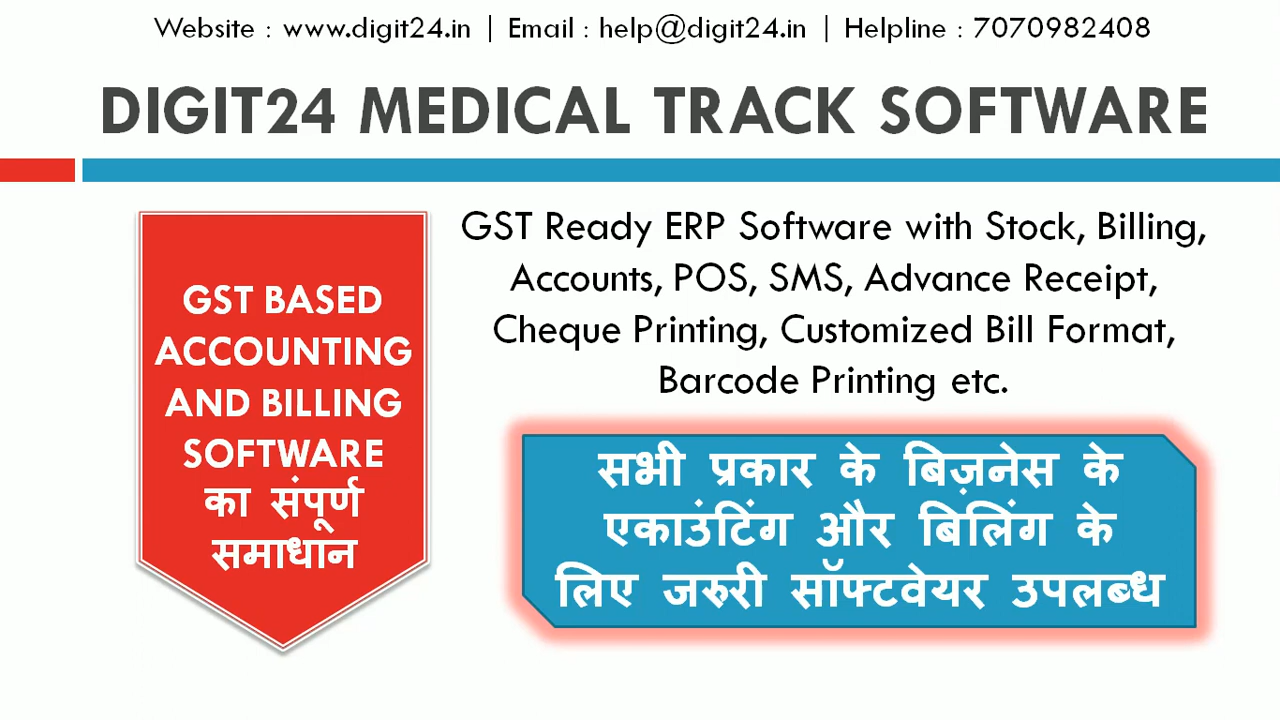 Website : www.digit24.in | Email : help@digit24.in | Helpline : 7070982408
DIGIT24 MEDICAL TRACK SOFTWARE
GST BASED
ACCOUNTING
AND BILLING
SOFTWARE
का संपूर्ण
समाधान
GST Ready ERP Software with Stock, Billing,
Accounts, POS, SMS, Advance Receipt,
Cheque Printing, Customized Bill Format,
Barcode Printing etc.
सभी प्रकार के बिज़नेस के
एकाउंटिंग और बिलिंग के
लिए जरुरी सॉफ्टवेयर उपलब्ध